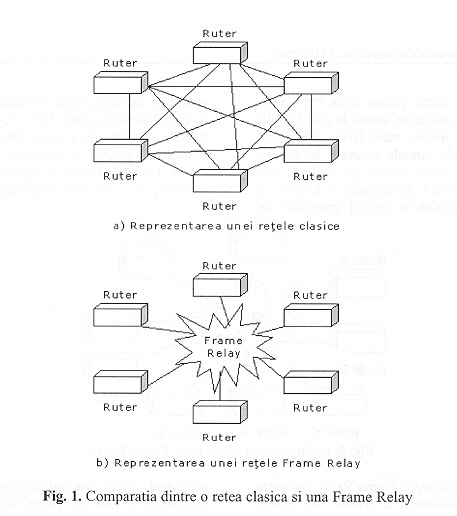 Ruter
Ruter
Ruter
Ruter
Ruter
Ruter
a) Reprezentarea unei rețele clasice
Ruter
Ruter
Ruter
Frame
Relay
Ruter
Ruter
Ruter
b) Reprezentarea unei rețele Frame Relay
Fig. 1. Comparatia dintre o retea clasica si una Frame Relay